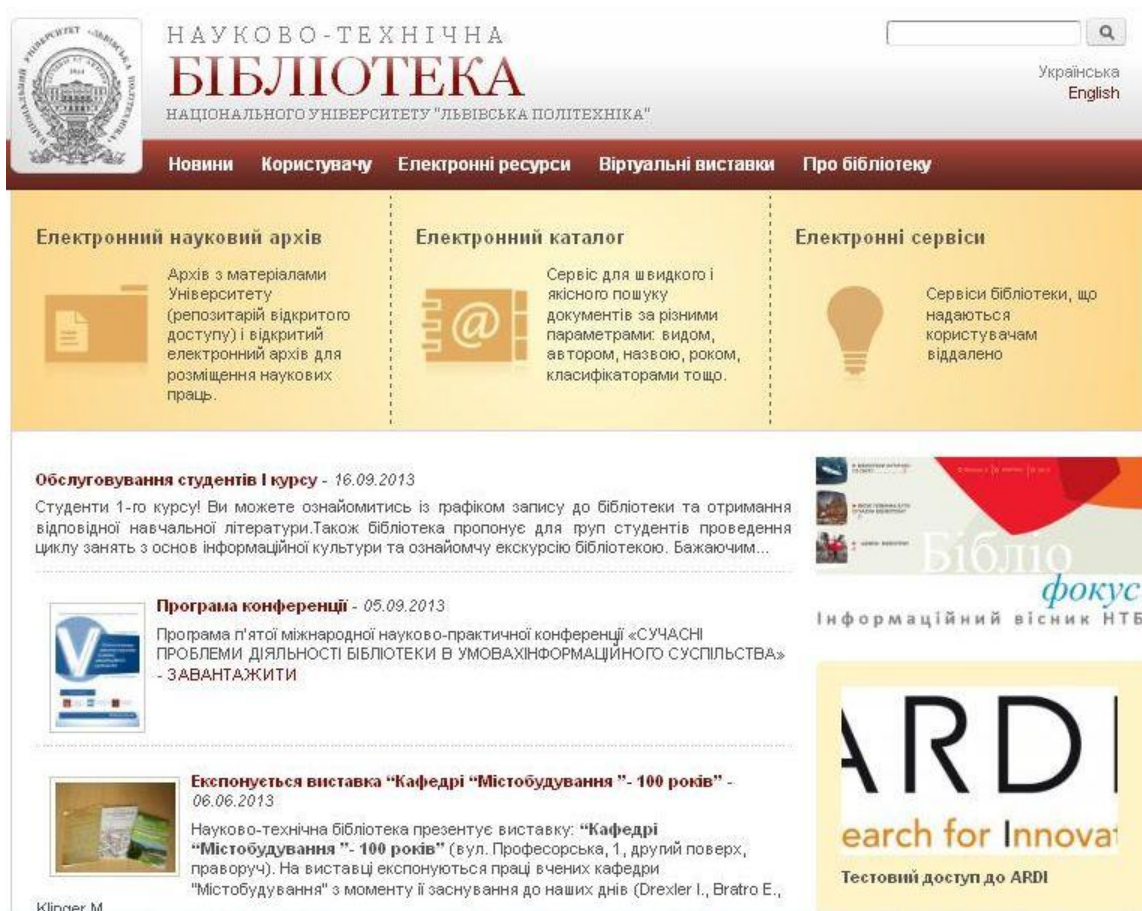 НАУКОВО-ТЕХНІЧНА
БІБЛІОТЕКА
НАЦІОНАЛЬНОГО УНІВЕРСИТЕТУ "ЛЬВІВСЬКА ПОЛІТЕХНІКА"
Українська
English
Новини Користувачу Електронні ресурси Віртуальні виставки Про бібліотеку
Електронний науковий архів
Архів з матеріалами
Університету
(репозитарій відкритого
доступу) і відкритий
електронний архів для
розміщення наукових
праць.
Електронний каталог
Сервіс для швидкого і
якісного пошуку
документів за різними
параметрами: видом,
автором, назвою, роком,
класифікаторами тощо.
Електронні сервіси
Сервіси бібліотеки, що
надаються
користувачам
віддалено
Обслуговування студентів І курсу - 16.09.2013
Студенти 1-го курсу! Ви можете ознайомитись із графіком запису до бібліотеки та отримання
відповідної навчальної літератури.Також бібліотека пропонує для груп студентів проведення
циклу занять з основ інформаційної культури та ознайомчу екскурсію бібліотекою. Бажаючим...
Програма конференції - 05.09.2013
Програма п'ятої міжнародної науково-практичної конференції «СУЧАСНІ
ПРОБЛЕМИ ДІЯЛЬНОСТІ БІБЛІОТЕКИ В УМОВАХІНФОРМАЦІЙНОГО СУСПІЛЬСТВА»
- ЗАВАНТАЖИТИ
Експонується виставка “Кафедрі “Містобудування ”- 100 років” -
06.06.2013
Науково-технічна бібліотека презентує виставку: “Кафедрі
“Містобудування ”- 100 років” (вул. Професорська, 1, другий поверх,
праворуч). На виставці експонуються праці вчених кафедри
"Містобудування" з моменту її заснування до наших днів (Drexler I., Bratro E.,
Klinger M
Бібліо
фокус
Інформаційний вісник НТБ
ARDI
earch for Innovat
Тестовий доступ до ARDI